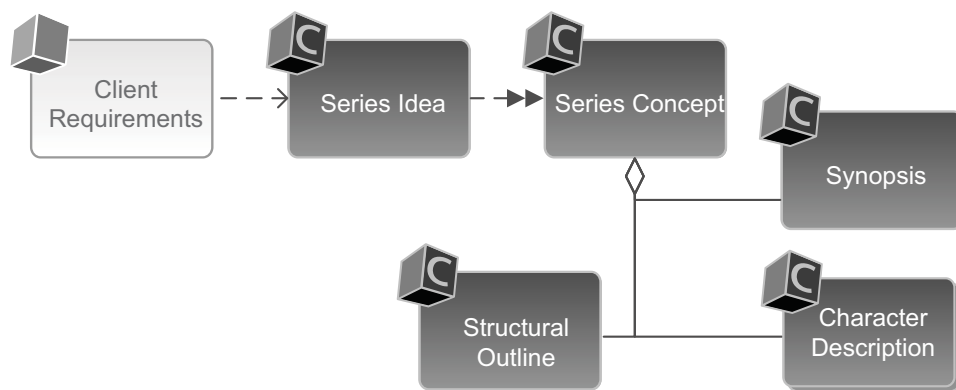 C
C
Client
Requirements
Series Idea
Series Concept
C
Synopsis
C
Structural
Outline
C
Character
Description